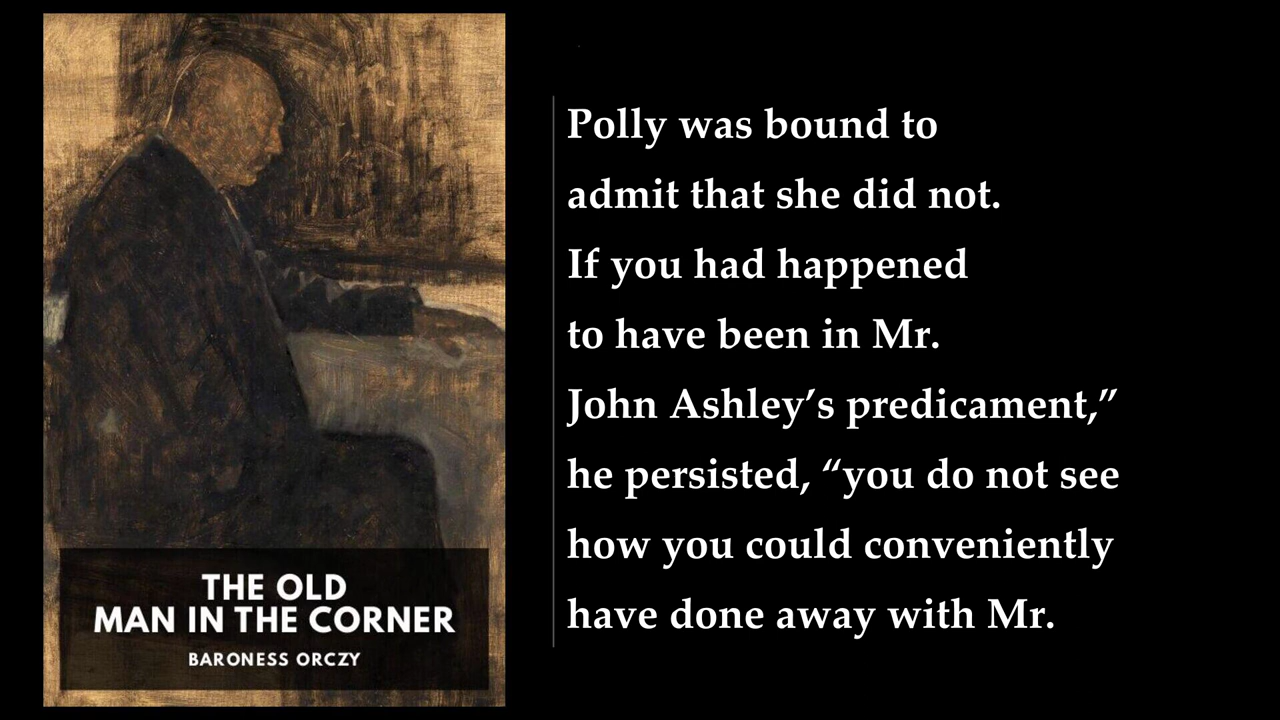 THE OLD
MAN IN THE CORNER
BARONESS ORCZY
Polly was bound to
admit that she did not.
If you had happened
to have been in Mr.
John Ashley’s predicament,”
he persisted, “you do not see
how you could conveniently
have done away with Mr.